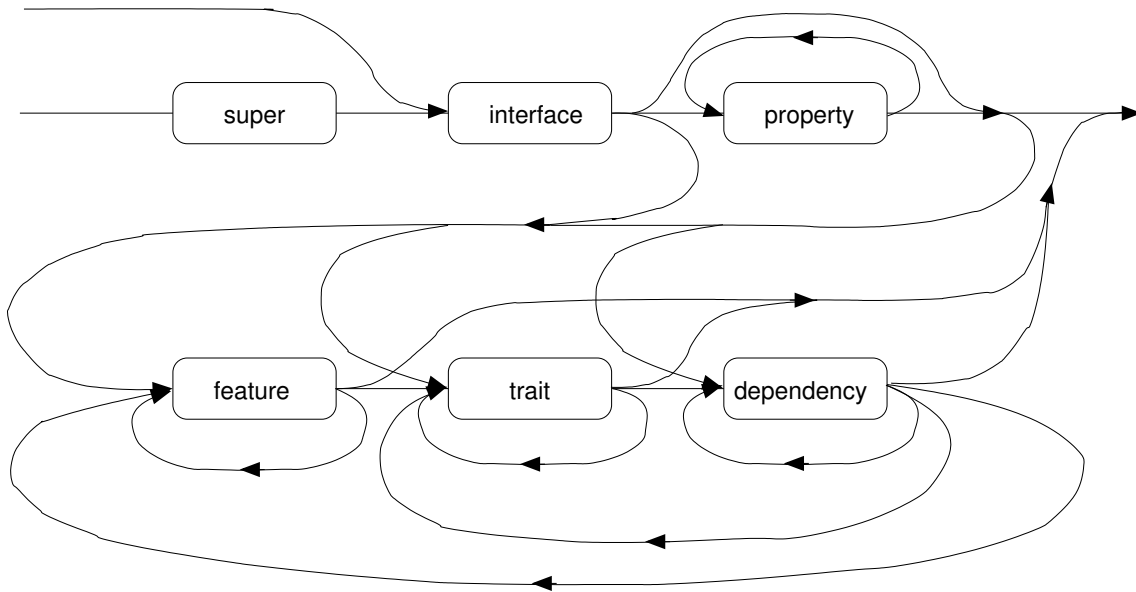 super
interface
property
feature
trait
dependency